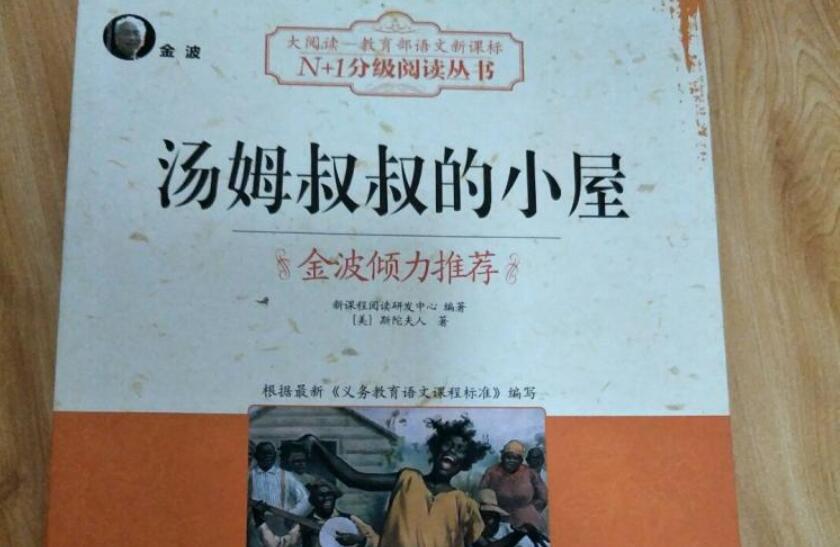 金波
大阅读—教育部语文新课标
N+1分级阅读丛书
汤姆叔叔的小屋
金波倾力推荐
新课程阅读研发中心 编著
[美] 斯陀夫人 著
根据最新《义务教育语文课程标准》编写